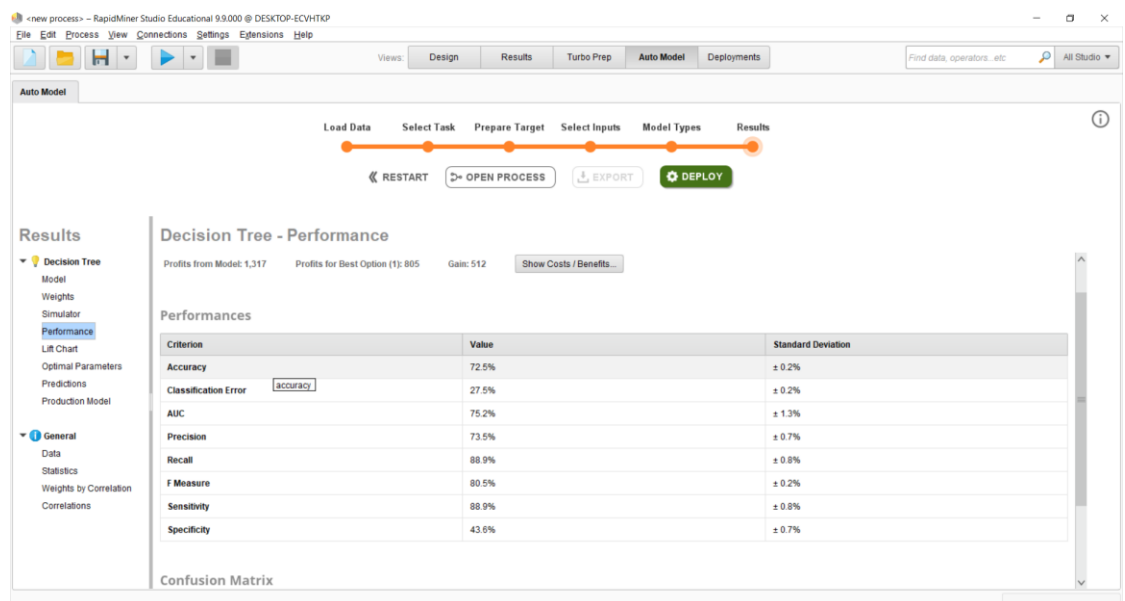 <new process> – RapidMiner Studio Educational 9.9.000 @ DESKTOP-ECVHTKP
File Edit Process View Connections Settings Extensions Help
Views: Design Results Turbo Prep Auto Model Deployments Find data, operators...etc All Studio
Auto Model
Load Data Select Task Prepare Target Select Inputs Model Types Results
RESTART OPEN PROCESS EXPORT DEPLOY
Results
Decision Tree
Model
Weights
Simulator
Performance
Lift Chart
Optimal Parameters
Predictions
Production Model
General
Data
Statistics
Weights by Correlation
Correlations
Decision Tree - Performance
Profits from Model: 1,317 Profits for Best Option (1): 805 Gain: 512 Show Costs / Benefits...
Performances
Criterion Value Standard Deviation
Accuracy 72.5% ± 0.2%
Classification Error 27.5% ± 0.2%
accuracy
AUC 75.2% ± 1.3%
Precision 73.5% ± 0.7%
Recall 88.9% ± 0.8%
F Measure 80.5% ± 0.2%
Sensitivity 88.9% ± 0.8%
Specificity 43.6% ± 0.7%
Confusion Matrix